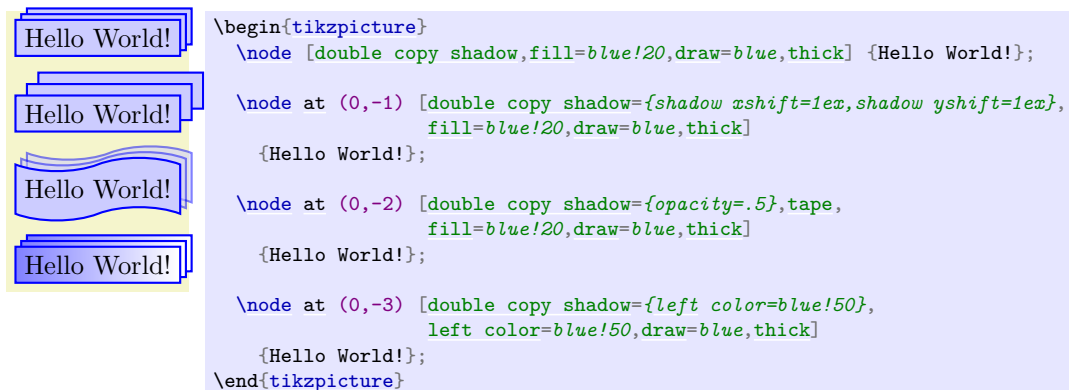 Hello World!
Hello World!
Hello World!
Hello World!
\begin{tikzpicture}
  \node [double copy shadow,fill=blue!20,draw=blue,thick] {Hello World!};

  \node at (0,-1) [double copy shadow={shadow xshift=1ex,shadow yshift=1ex},
                   fill=blue!20,draw=blue,thick]
    {Hello World!};

  \node at (0,-2) [double copy shadow={opacity=.5},tape,
                   fill=blue!20,draw=blue,thick]
    {Hello World!};

  \node at (0,-3) [double copy shadow={left color=blue!50},
                   left color=blue!50,draw=blue,thick]
    {Hello World!};
\end{tikzpicture}